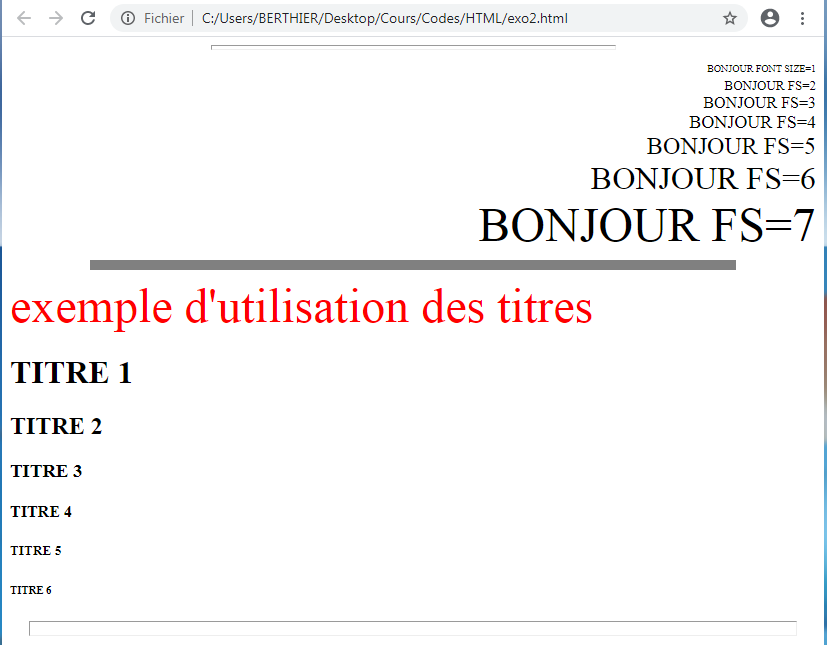 Fichier | C:/Users/BERTHIER/Desktop/Cours/Codes/HTML/exo2.html
BONJOUR FONT SIZE=1
BONJOUR FS=2
BONJOUR FS=3
BONJOUR FS=4
BONJOUR FS=5
BONJOUR FS=6
BONJOUR FS=7
exemple d'utilisation des titres
TITRE 1
TITRE 2
TITRE 3
TITRE 4
TITRE 5
TITRE 6